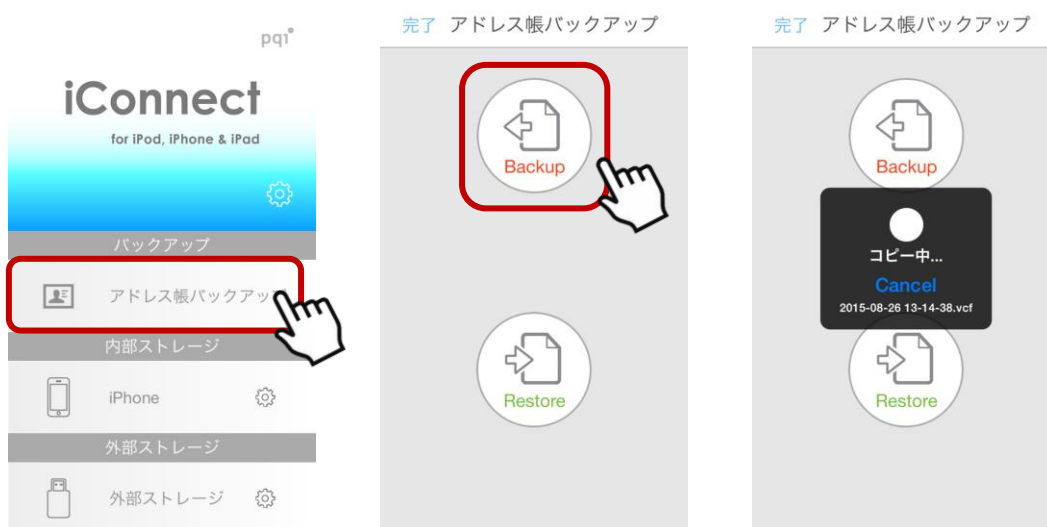 pqi
iConnect
for iPod, iPhone & iPad
バックアップ
アドレス帳バックアップ
内部ストレージ
iPhone
外部ストレージ
外部ストレージ
完了 アドレス帳バックアップ
Backup
Restore
完了 アドレス帳バックアップ
Backup
コピー中...
Cancel
2015-08-26 13-14-38.vcf
Restore